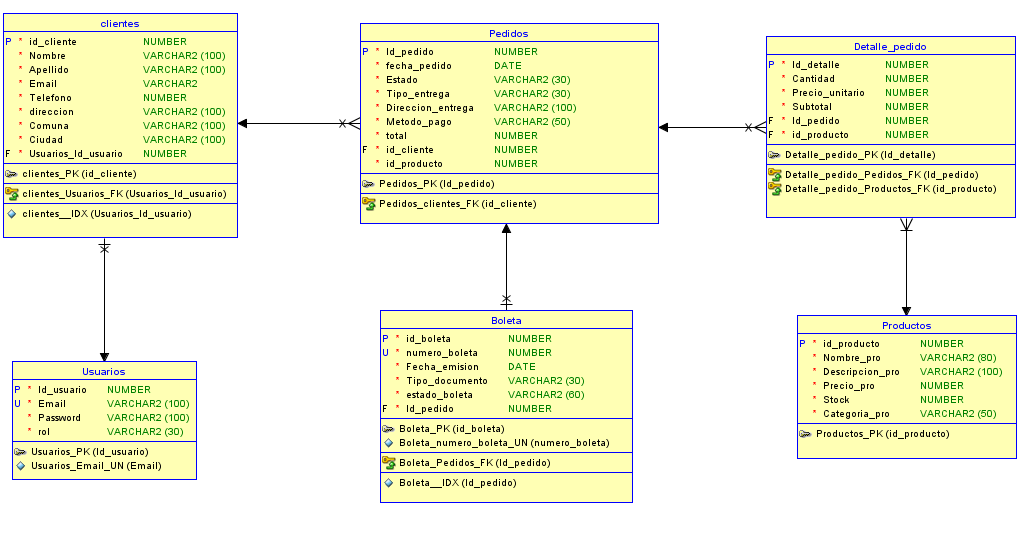 clientes
P * id_cliente NUMBER
* Nombre VARCHAR2 (100)
* Apellido VARCHAR2 (100)
* Email VARCHAR2
* Telefono NUMBER
* direccion VARCHAR2 (100)
* Comuna VARCHAR2 (100)
* Ciudad VARCHAR2 (100)
F * Usuarios_Id_usuario NUMBER
clientes_PK (id_cliente)
clientes_Usuarios_FK (Usuarios_Id_usuario)
clientes__IDX (Usuarios_Id_usuario)
Pedidos
P * Id_pedido NUMBER
* fecha_pedido DATE
* Estado VARCHAR2 (30)
* Tipo_entrega VARCHAR2 (30)
* Direccion_entrega VARCHAR2 (100)
* Metodo_pago VARCHAR2 (50)
* total NUMBER
F * id_cliente NUMBER
* id_producto NUMBER
Pedidos_PK (Id_pedido)
Pedidos_clientes_FK (id_cliente)
Detalle_pedido
P * Id_detalle NUMBER
* Cantidad NUMBER
* Precio_unitario NUMBER
* Subtotal NUMBER
F * Id_pedido NUMBER
F * id_producto NUMBER
Detalle_pedido_PK (Id_detalle)
Detalle_pedido_Pedidos_FK (Id_pedido)
Detalle_pedido_Productos_FK (id_producto)
Usuarios
P * Id_usuario NUMBER
U * Email VARCHAR2 (100)
* Password VARCHAR2 (100)
* rol VARCHAR2 (30)
Usuarios_PK (Id_usuario)
Usuarios_Email_UN (Email)
Boleta
P * id_boleta NUMBER
U * numero_boleta NUMBER
* Fecha_emision DATE
* Tipo_documento VARCHAR2 (30)
* estado_boleta VARCHAR2 (60)
F * Id_pedido NUMBER
Boleta_PK (id_boleta)
Boleta_numero_boleta_UN (numero_boleta)
Boleta_Pedidos_FK (Id_pedido)
Boleta__IDX (Id_pedido)
Productos
P * id_producto NUMBER
* Nombre_pro VARCHAR2 (80)
* Descripcion_pro VARCHAR2 (100)
* Precio_pro NUMBER
* Stock NUMBER
* Categoria_pro VARCHAR2 (50)
Productos_PK (id_producto)